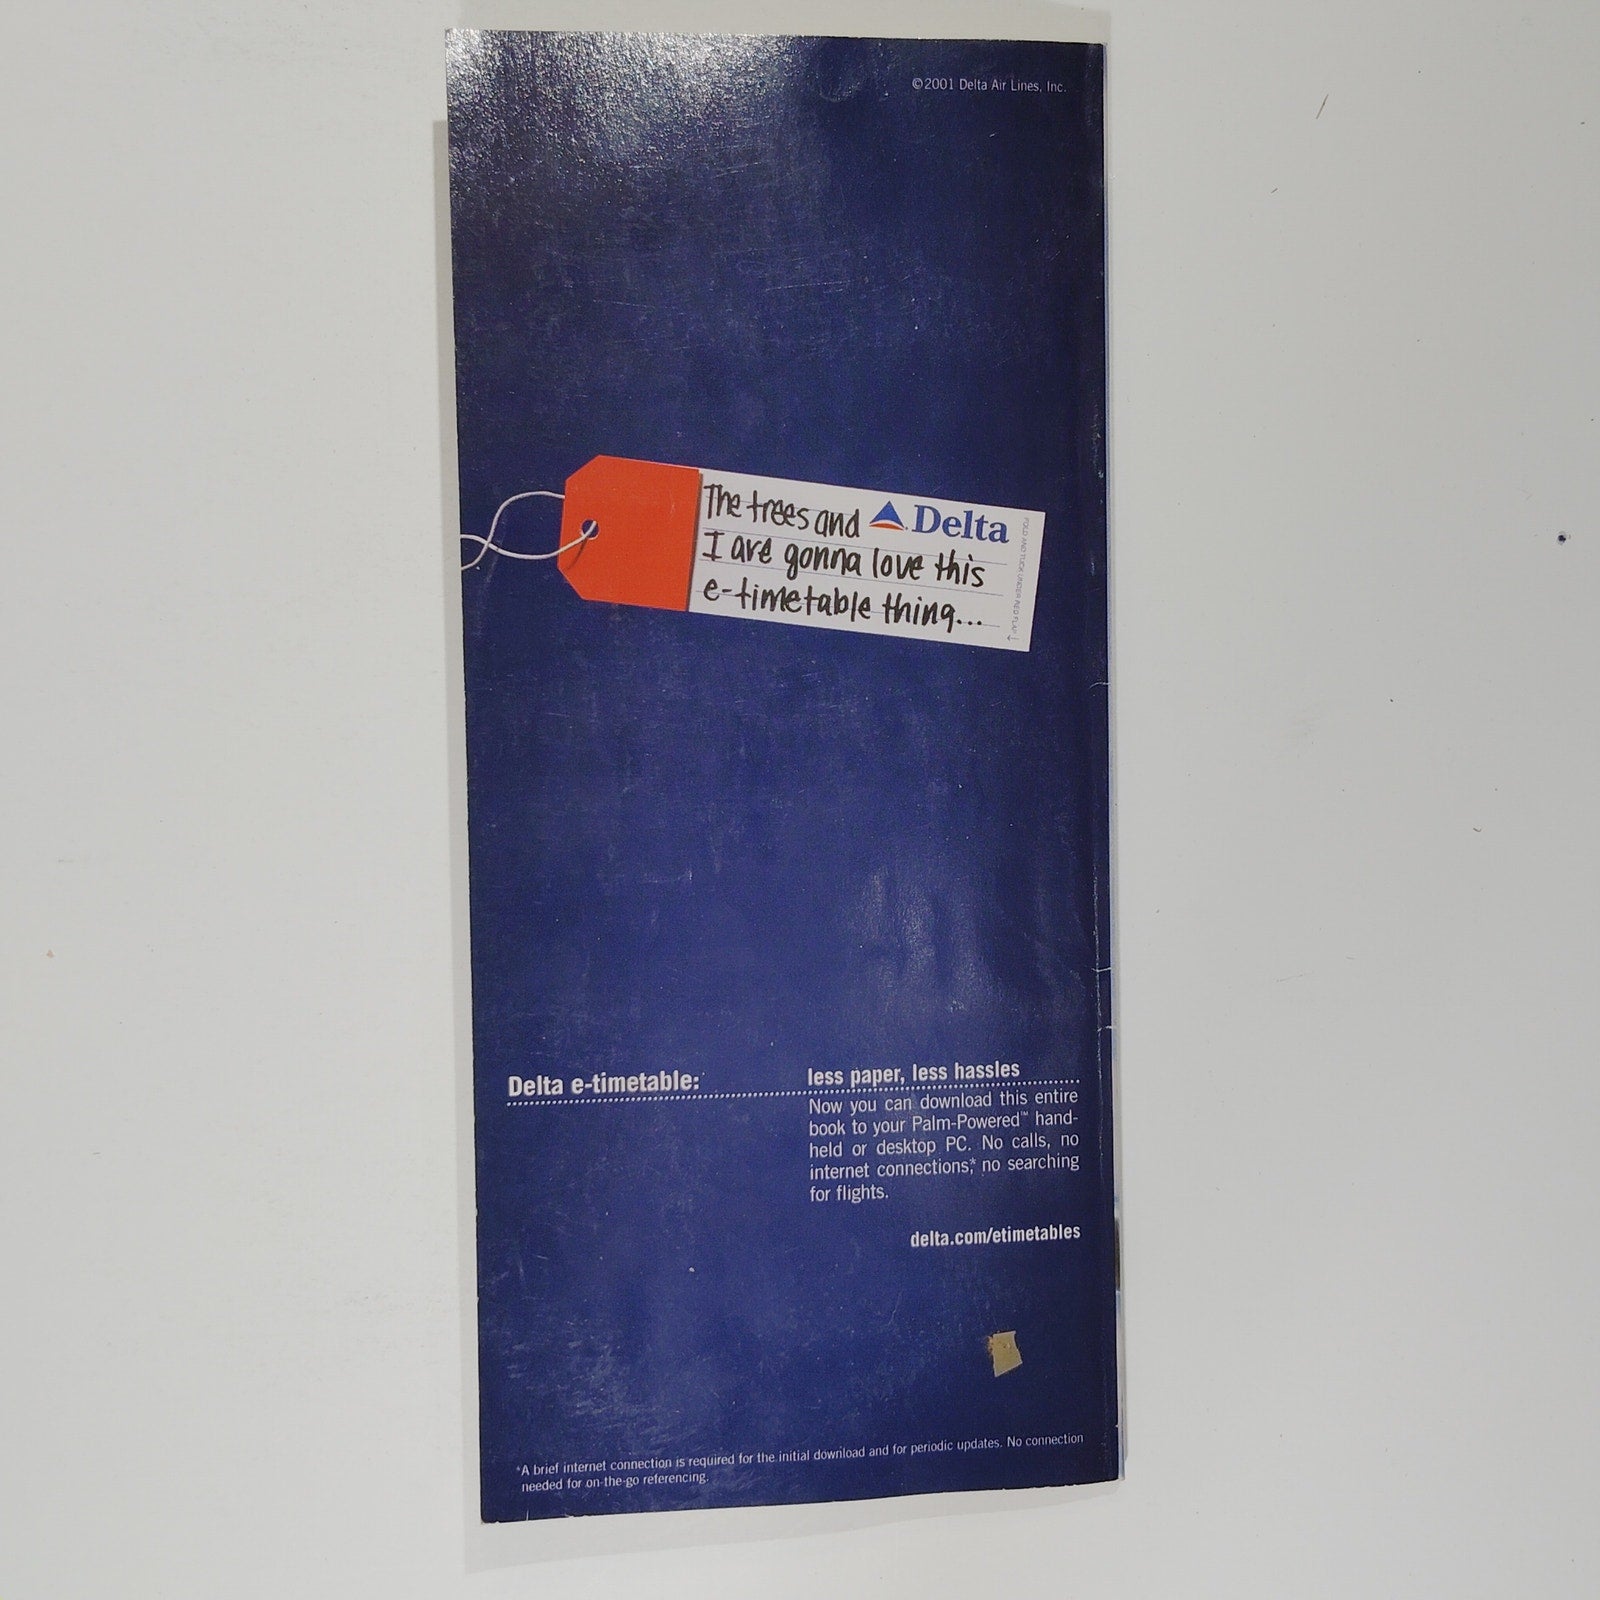 ©2001 Delta Air Lines, Inc.
The trees and Delta
I are gonna love this
e-timetable thing...
FOLD AND TUCK UNDER RED FLAP
Delta e-timetable:
less paper, less hassles
Now you can download this entire
book to your Palm-Powered™ hand-
held or desktop PC. No calls, no
internet connections,* no searching
for flights.
delta.com/etimetables
*A brief internet connection is required for the initial download and for periodic updates. No connection
needed for on-the-go referencing.